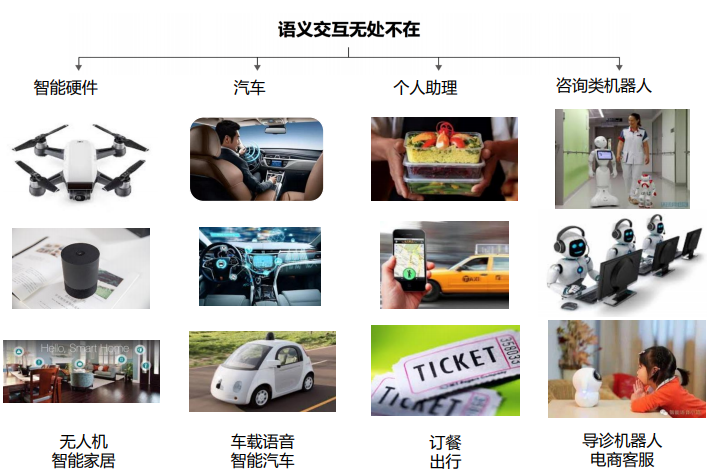 语义交互无处不在
智能硬件
汽车
个人助理
咨询类机器人
Hello, Smart Home
TICKET
358033
TICKET
无人机
智能家居
车载语音
智能汽车
订餐
出行
导诊机器人
电商客服